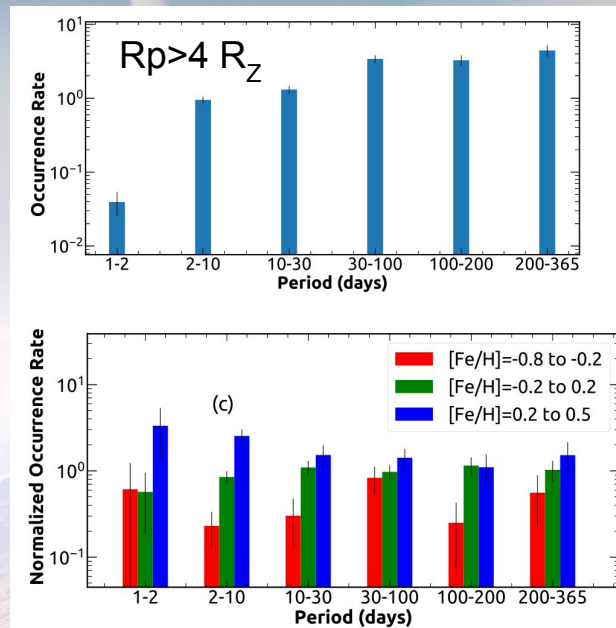 Rp>4 R_Z
Occurrence Rate
10¹
10⁰
10⁻¹
10⁻²
1-2 2-10 10-30 30-100 100-200 200-365
Period (days)
Normalized Occurrence Rate
10¹
10⁰
10⁻¹
(c)
[Fe/H]=-0.8 to -0.2
[Fe/H]=-0.2 to 0.2
[Fe/H]=0.2 to 0.5
1-2 2-10 10-30 30-100 100-200 200-365
Period (days)